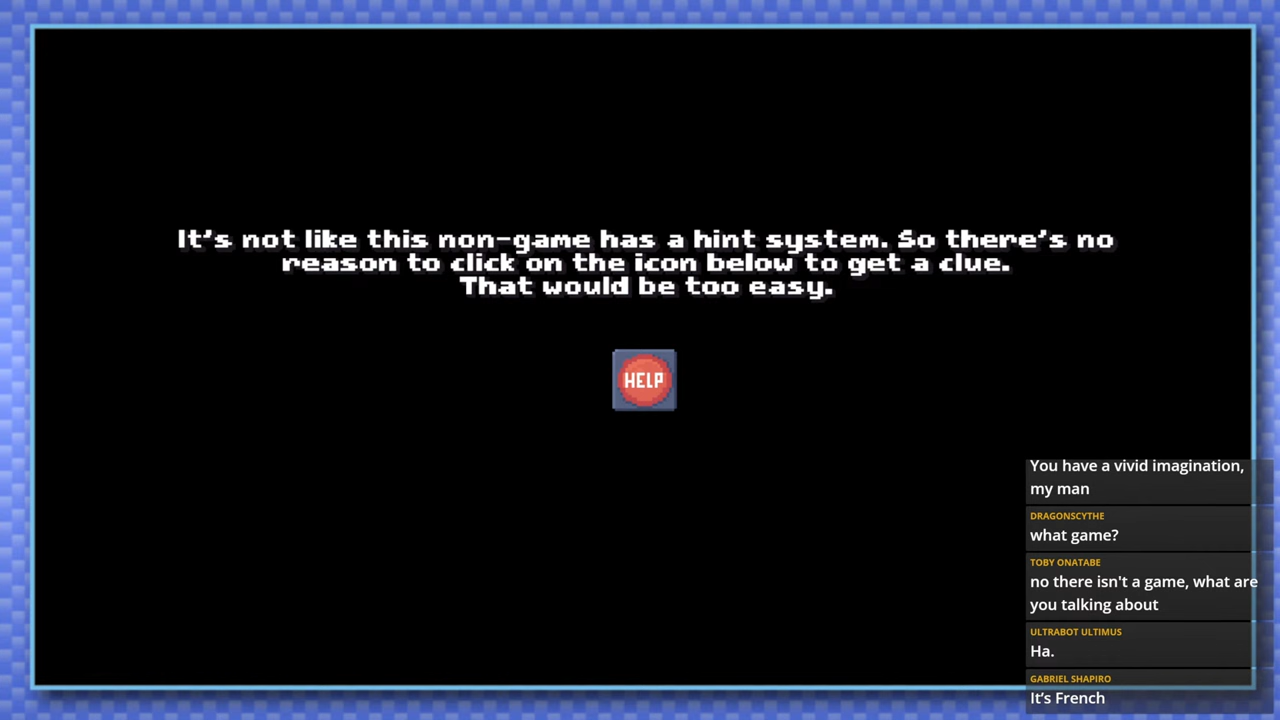 It's not like this non-game has a hint system. So there's no
reason to click on the icon below to get a clue.
That would be too easy.
HELP
You have a vivid imagination,
my man
DRAGONSCYTHE
what game?
TOBY ONATABE
no there isn't a game, what are
you talking about
ULTRABOT ULTIMUS
Ha.
GABRIEL SHAPIRO
It’s French